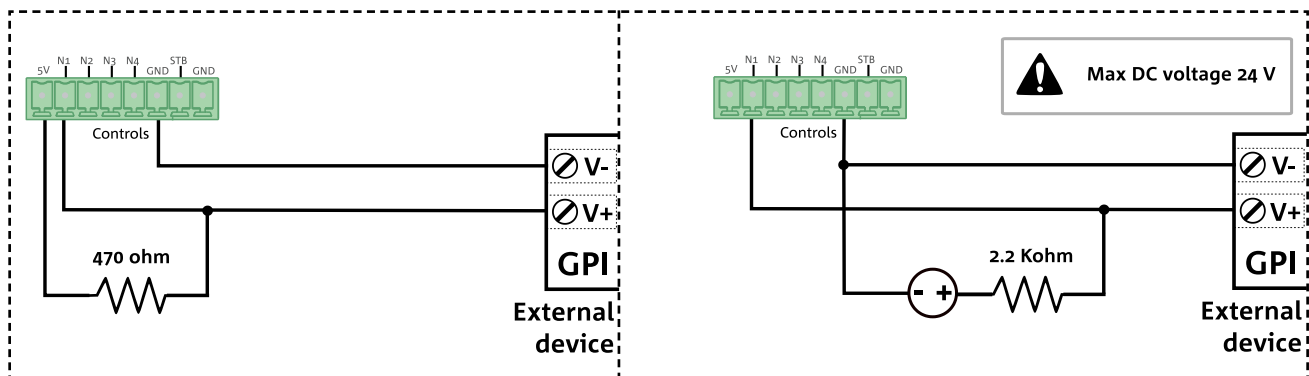 5V N1 N2 N3 N4 GND STB GND
Controls
V-
V+
470 ohm
GPI
External
device
Max DC voltage 24 V
5V N1 N2 N3 N4 GND STB GND
Controls
V-
V+
2.2 Kohm
- +
GPI
External
device